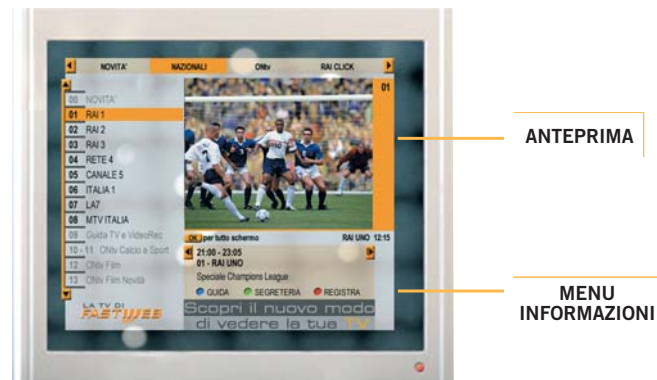 NOVITA' NAZIONALI ONtv RAI CLICK
01
00 NOVITA'
01 RAI 1
02 RAI 2
03 RAI 3
04 RETE 4
05 CANALE 5
06 ITALIA 1
07 LA7
08 MTV ITALIA
09 Guida TV e VideoRec
10 - 11 ONtv Calcio e Sport
12 ONtv Film
13 ONtv Film Novità
OK per tutto schermo RAI UNO 12:15
21:00 - 23:05
01 - RAI UNO
Speciale Champions League
GUIDA SEGRETERIA REGISTRA
LA TV DI
FASTWEB
Scopri il nuovo modo
di vedere la tua TV
ANTEPRIMA
MENU
INFORMAZIONI